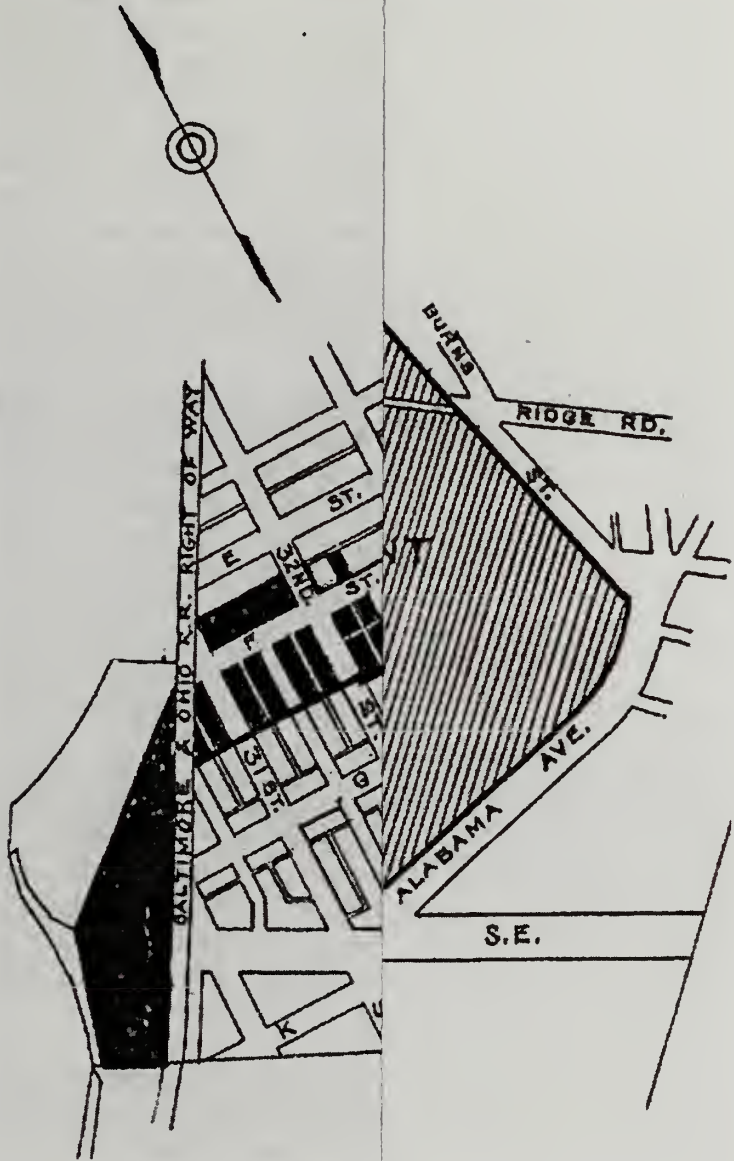 BURNS
RIDGE RD.
ST.
BALTIMORE & OHIO R.R. RIGHT OF WAY
ST.
E
32ND
ST.
F
ST.
31 ST.
G
ALABAMA AVE.
S.E.
K